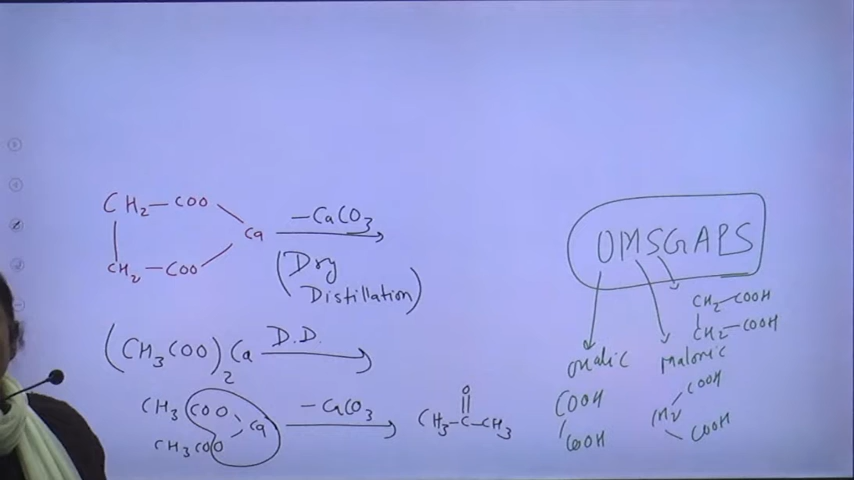 CH2—COO
Ca
CH2—COO
—CaCO3
(Dry
Distillation)
(CH3COO)2Ca
D.D.
CH3COO
Ca
CH3COO
—CaCO3
O
CH3—C—CH3
OMSGAPS
CH2—COOH
CH2—COOH
oxalic
Malonic
COOH
COOH
COOH
CH2
COOH